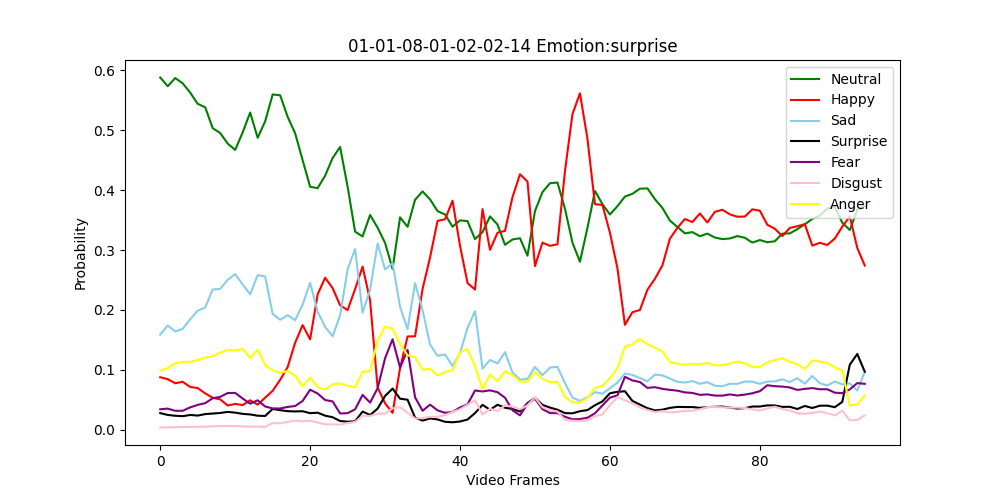 01-01-08-01-02-02-14 Emotion:surprise
Probability
0.6
0.5
0.4
0.3
0.2
0.1
0.0
0
20
40
60
80
Video Frames
Neutral
Happy
Sad
Surprise
Fear
Disgust
Anger